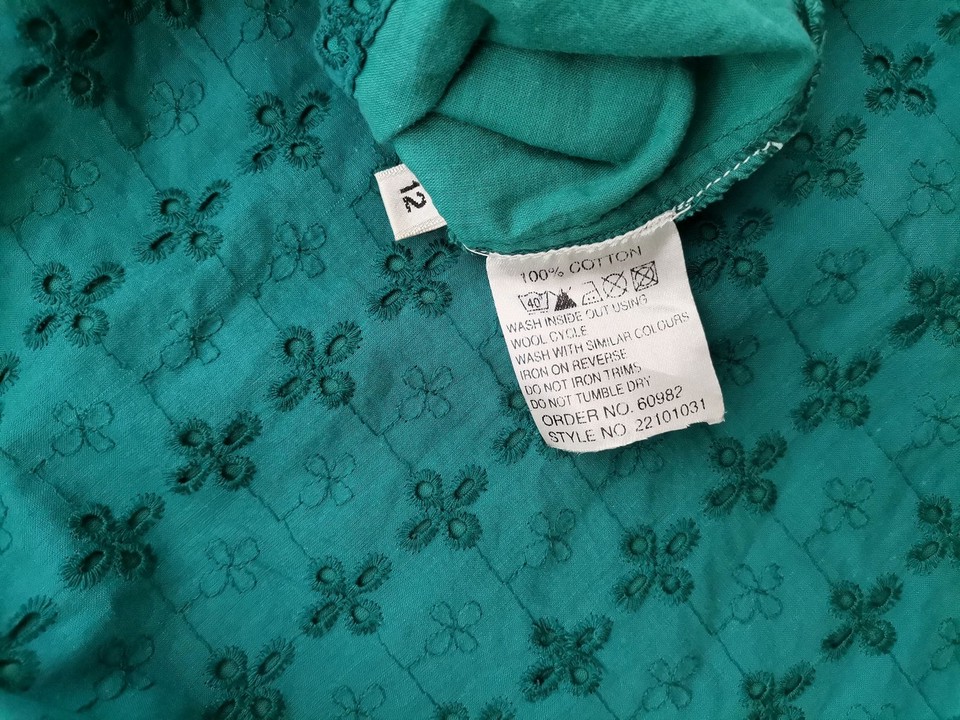 12
100% COTTON
40°
WASH INSIDE OUT USING
WOOL CYCLE
WASH WITH SIMILAR COLOURS
IRON ON REVERSE
DO NOT IRON TRIMS
DO NOT TUMBLE DRY
ORDER NO. 60982
STYLE NO. 22101031